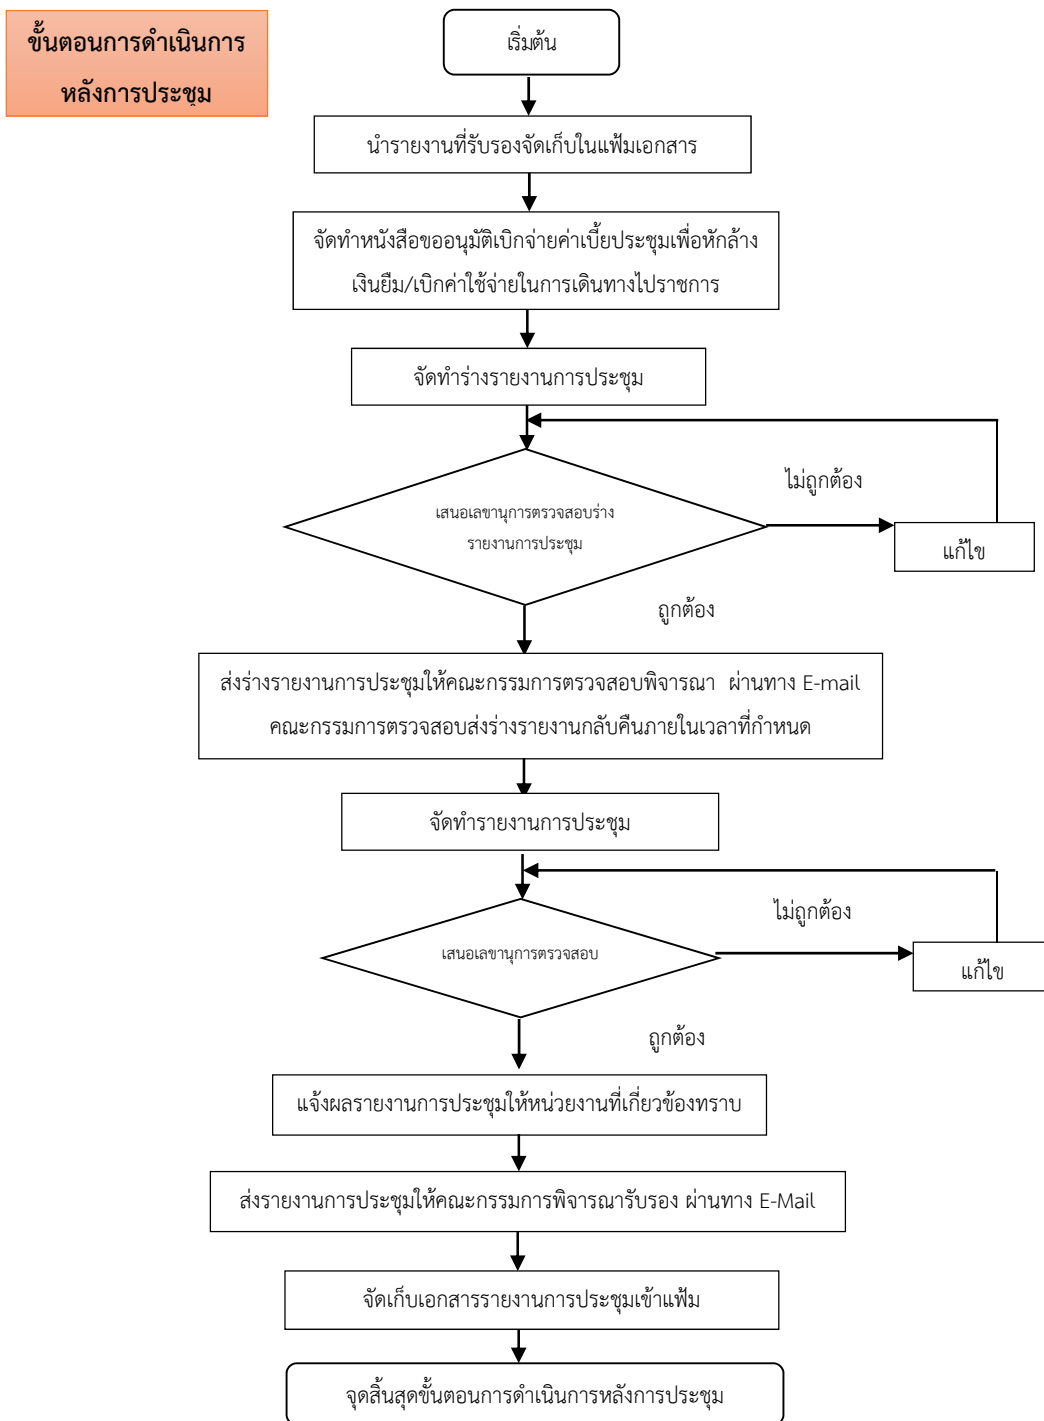 ขั้นตอนการดำเนินการ
หลังการประชุม
เริ่มต้น
นำรายงานที่รับรองจัดเก็บในแฟ้มเอกสาร
จัดทำหนังสือขออนุมัติเบิกจ่ายค่าเบี้ยประชุมเพื่อหักล้าง
เงินยืม/เบิกค่าใช้จ่ายในการเดินทางไปราชการ
จัดทำร่างรายงานการประชุม
ไม่ถูกต้อง
เสนอเลขานุการตรวจสอบร่าง
รายงานการประชุม
แก้ไข
ถูกต้อง
ส่งร่างรายงานการประชุมให้คณะกรรมการตรวจสอบพิจารณา ผ่านทาง E-mail
คณะกรรมการตรวจสอบส่งร่างรายงานกลับคืนภายในเวลาที่กำหนด
จัดทำรายงานการประชุม
ไม่ถูกต้อง
เสนอเลขานุการตรวจสอบ
แก้ไข
ถูกต้อง
แจ้งผลรายงานการประชุมให้หน่วยงานที่เกี่ยวข้องทราบ
ส่งรายงานการประชุมให้คณะกรรมการพิจารณารับรอง ผ่านทาง E-Mail
จัดเก็บเอกสารรายงานการประชุมเข้าแฟ้ม
จุดสิ้นสุดขั้นตอนการดำเนินการหลังการประชุม